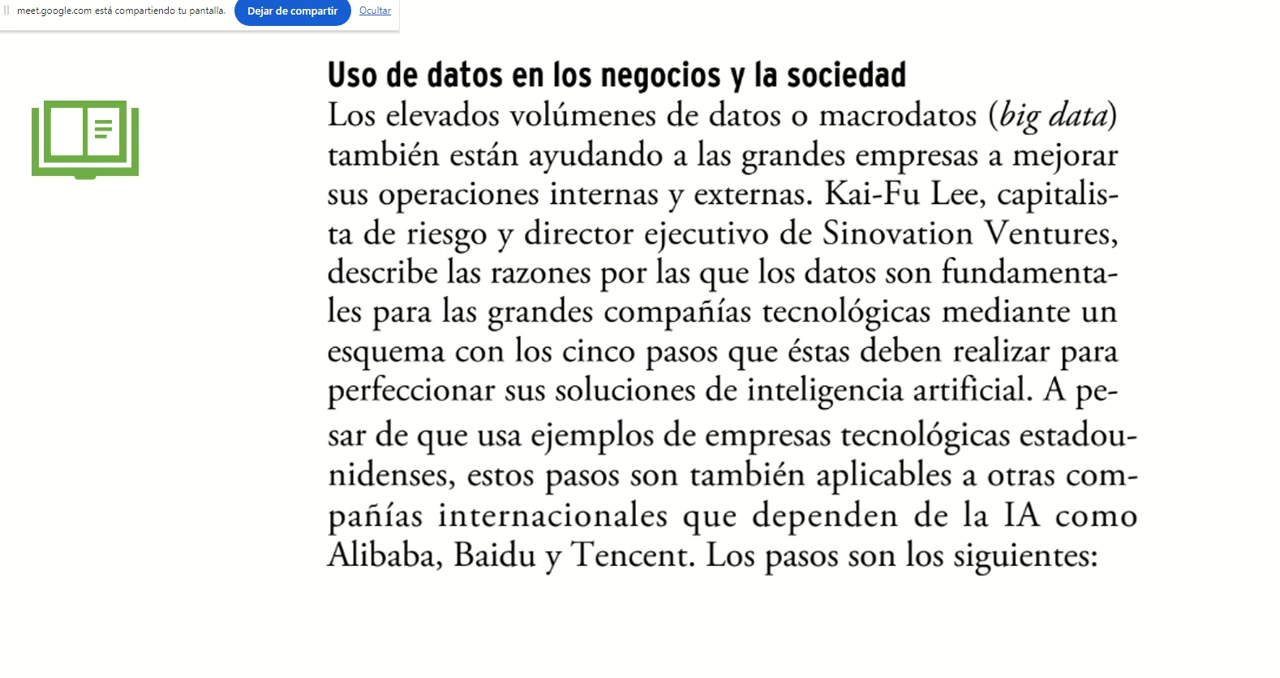 meet.google.com está compartiendo tu pantalla.
Dejar de compartir
Ocultar
Uso de datos en los negocios y la sociedad
Los elevados volúmenes de datos o macrodatos (big data)
también están ayudando a las grandes empresas a mejorar
sus operaciones internas y externas. Kai-Fu Lee, capitalis-
ta de riesgo y director ejecutivo de Sinovation Ventures,
describe las razones por las que los datos son fundamenta-
les para las grandes compañías tecnológicas mediante un
esquema con los cinco pasos que éstas deben realizar para
perfeccionar sus soluciones de inteligencia artificial. A pe-
sar de que usa ejemplos de empresas tecnológicas estadou-
nidenses, estos pasos son también aplicables a otras com-
pañías internacionales que dependen de la IA como
Alibaba, Baidu y Tencent. Los pasos son los siguientes: